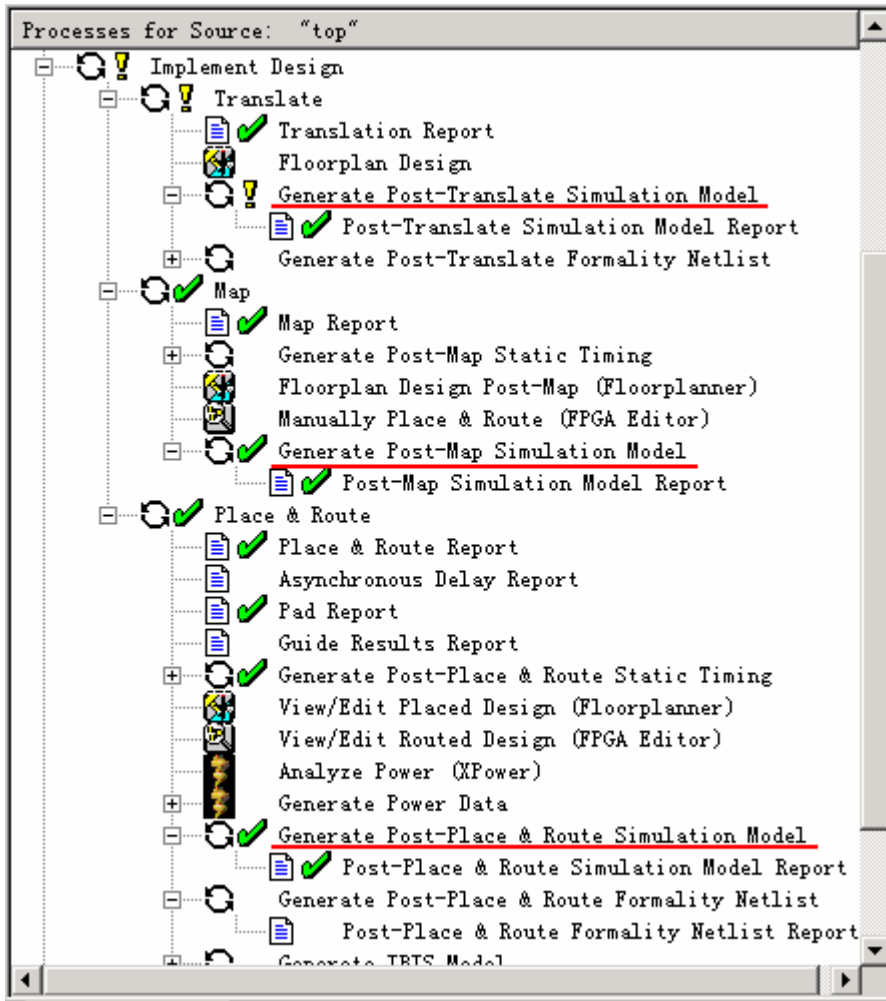 Processes for Source: "top"
Implement Design
Translate
Translation Report
Floorplan Design
Generate Post-Translate Simulation Model
Post-Translate Simulation Model Report
Generate Post-Translate Formality Netlist
Map
Map Report
Generate Post-Map Static Timing
Floorplan Design Post-Map (Floorplanner)
Manually Place & Route (FPGA Editor)
Generate Post-Map Simulation Model
Post-Map Simulation Model Report
Place & Route
Place & Route Report
Asynchronous Delay Report
Pad Report
Guide Results Report
Generate Post-Place & Route Static Timing
View/Edit Placed Design (Floorplanner)
View/Edit Routed Design (FPGA Editor)
Analyze Power (XPower)
Generate Power Data
Generate Post-Place & Route Simulation Model
Post-Place & Route Simulation Model Report
Generate Post-Place & Route Formality Netlist
Post-Place & Route Formality Netlist Report
Generate IBIS Model